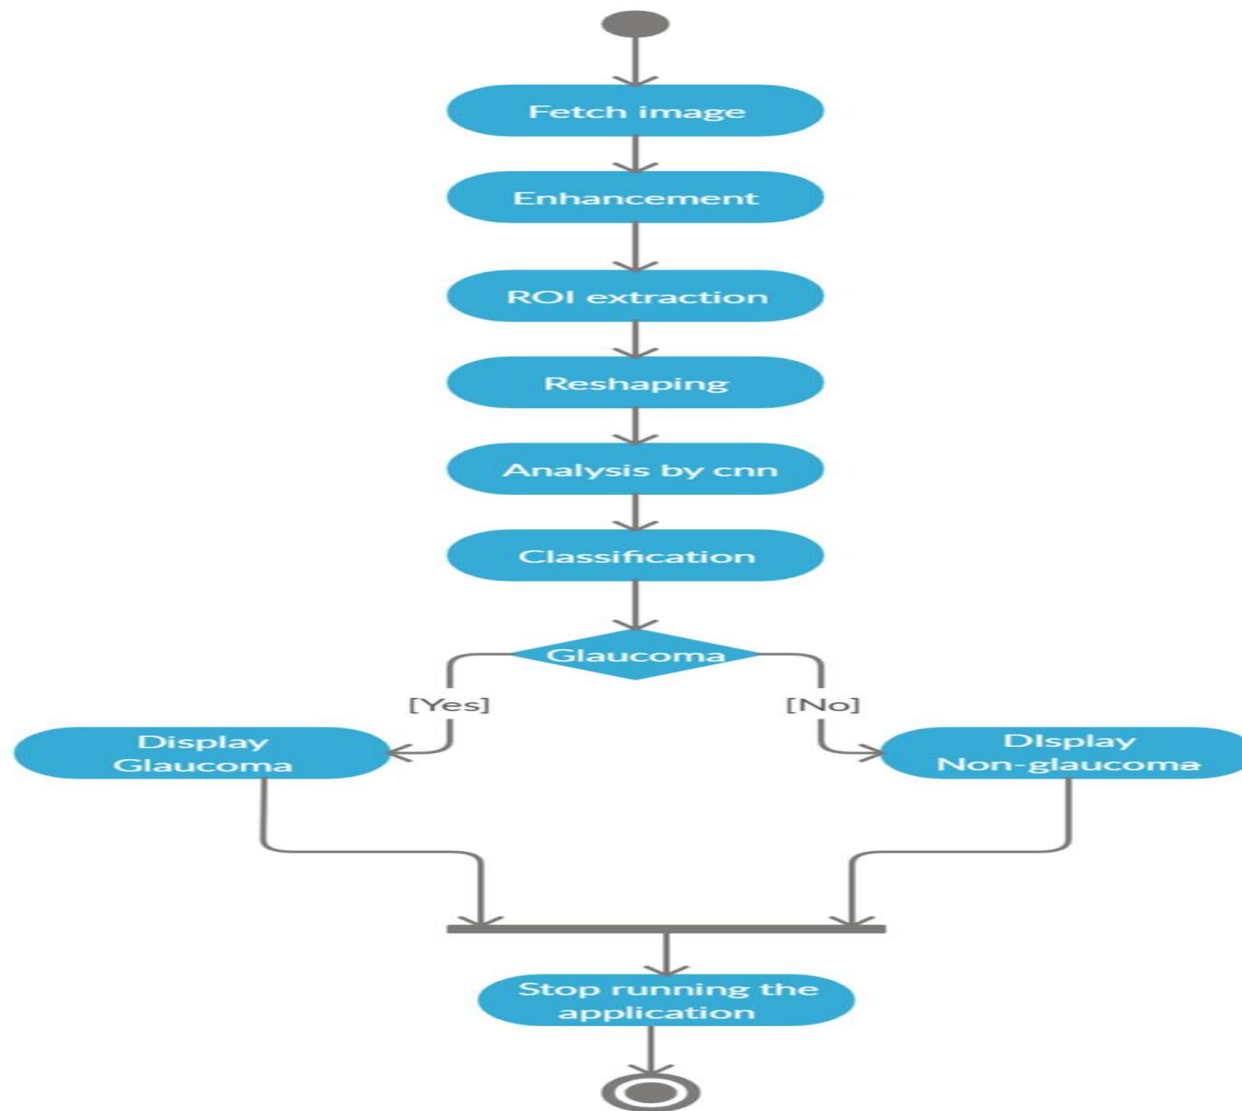 Fetch image
Enhancement
ROI extraction
Reshaping
Analysis by cnn
Classification
Glaucoma
[Yes]
[No]
Display
Glaucoma
DIsplay
Non-glaucoma
Stop running the
application